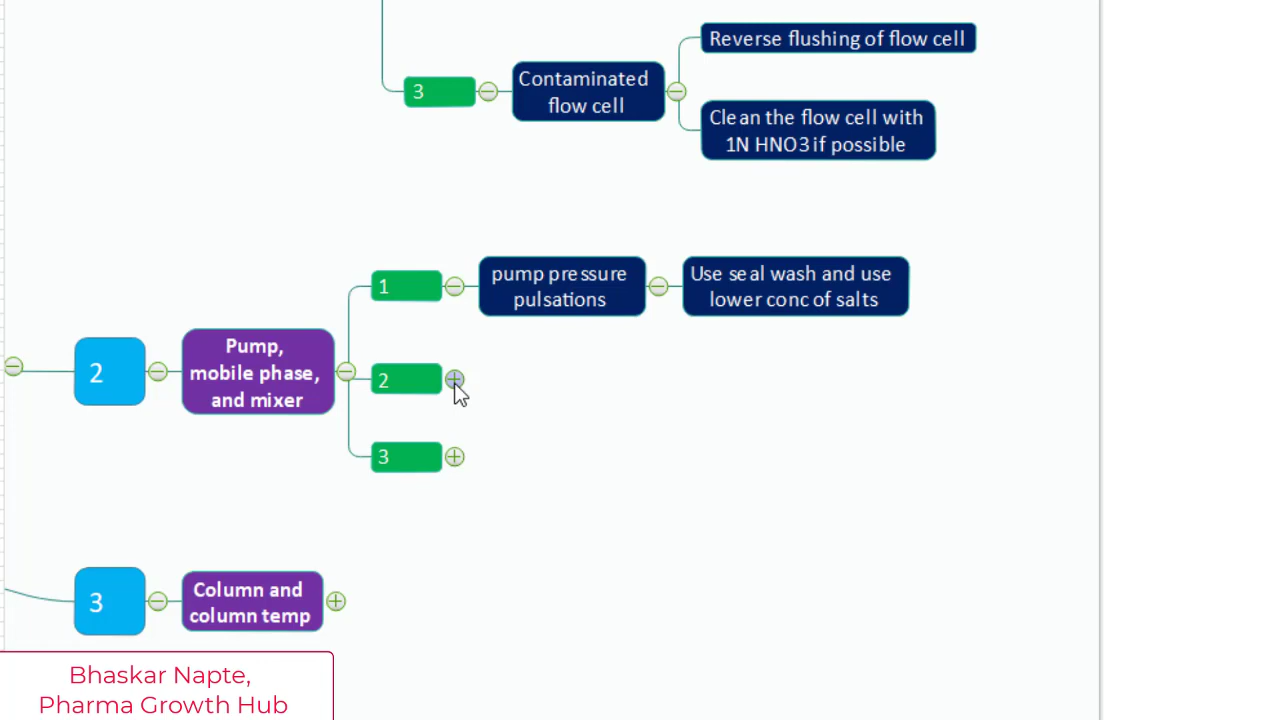 Reverse flushing of flow cell
3
Contaminated
flow cell
Clean the flow cell with
1N HNO3 if possible
1
pump pressure
pulsations
Use seal wash and use
lower conc of salts
2
Pump,
mobile phase,
and mixer
2
3
3
Column and
column temp
Bhaskar Napte,
Pharma Growth Hub